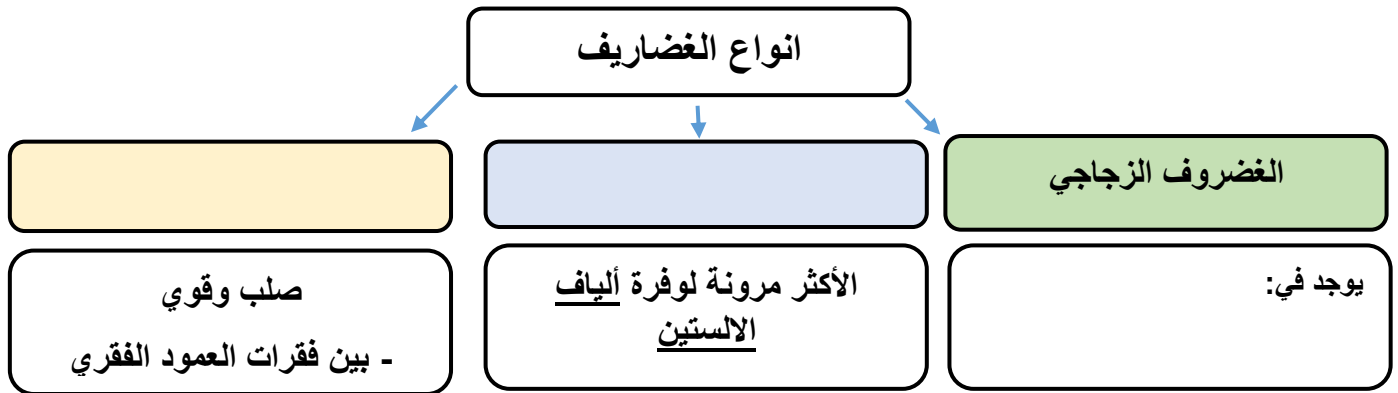 انواع الغضاريف
الغضروف الزجاجي
يوجد في:
الأكثر مرونة لوفرة ألياف
الالستين
صلب وقوي
- بين فقرات العمود الفقري